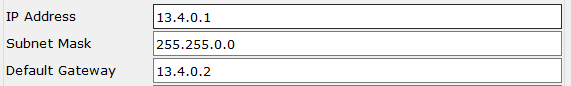 IP Address 13.4.0.1
Subnet Mask 255.255.0.0
Default Gateway 13.4.0.2